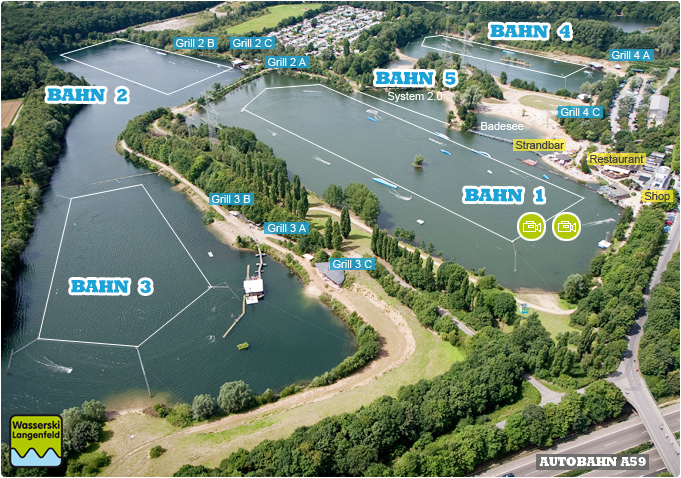 BAHN 4
Grill 2 B
Grill 2 C
Grill 4 A
Grill 2 A
BAHN 5
System 2.0
BAHN 2
Grill 4 C
Badesee
Strandbar
Restaurant
BAHN 1
Shop
Grill 3 B
Grill 3 A
Grill 3 C
BAHN 3
Wasserski
Langenfeld
AUTOBAHN A59